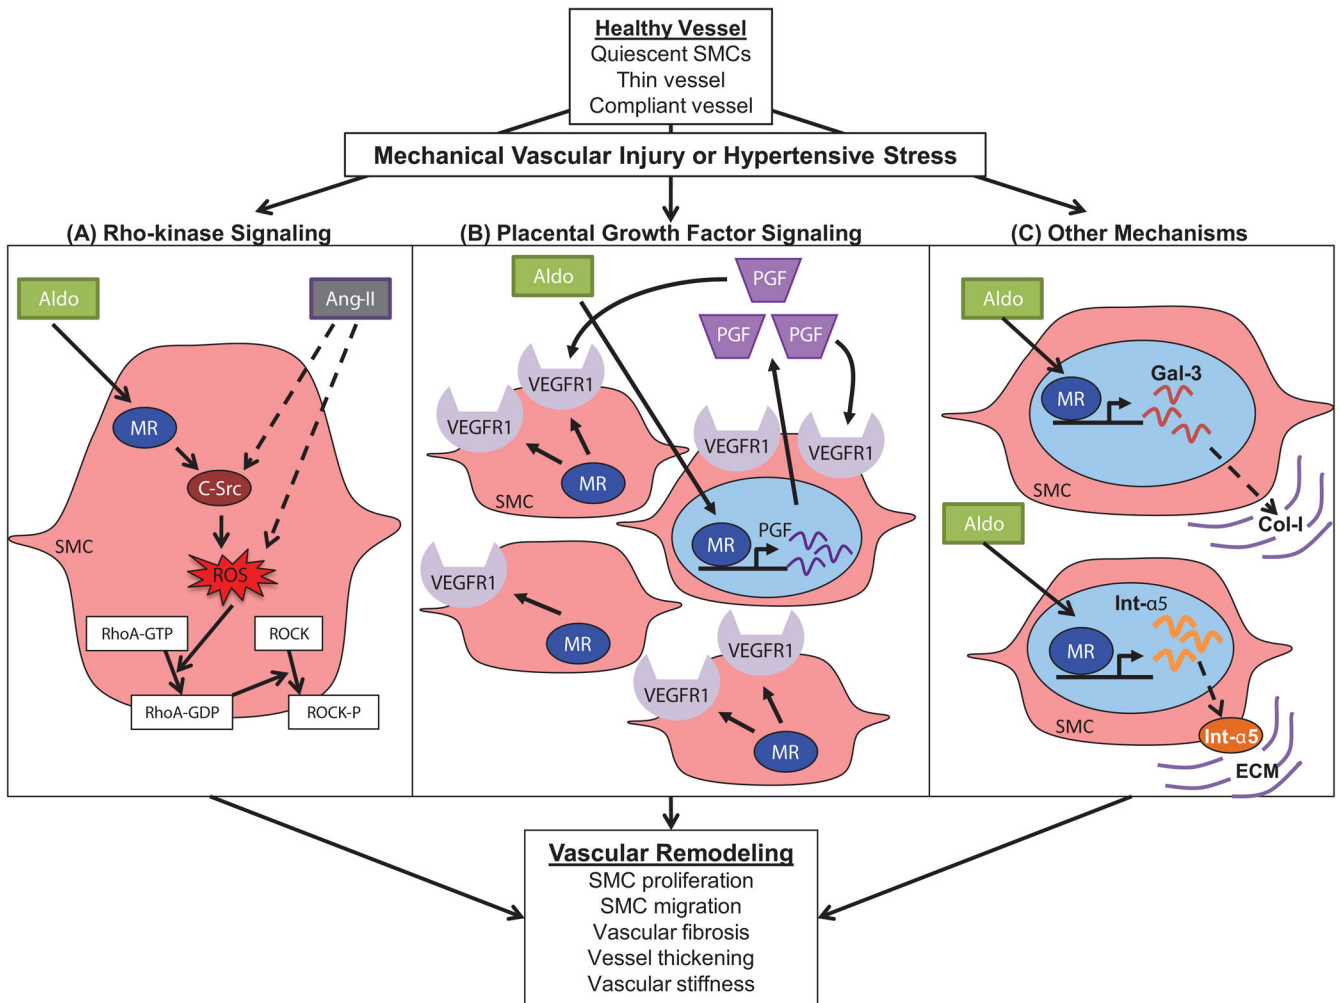 Healthy Vessel
Quiescent SMCs
Thin vessel
Compliant vessel
Mechanical Vascular Injury or Hypertensive Stress
(A) Rho-kinase Signaling
Aldo
Ang-II
MR
C-Src
SMC
ROS
RhoA-GTP
ROCK
RhoA-GDP
ROCK-P
(B) Placental Growth Factor Signaling
Aldo
PGF
PGF
PGF
VEGFR1
VEGFR1
MR
SMC
VEGFR1
VEGFR1
MR
PGF
VEGFR1
MR
VEGFR1
VEGFR1
MR
(C) Other Mechanisms
Aldo
MR
Gal-3
SMC
Col-I
Aldo
MR
Int-α5
SMC
Int-α5
ECM
Vascular Remodeling
SMC proliferation
SMC migration
Vascular fibrosis
Vessel thickening
Vascular stiffness